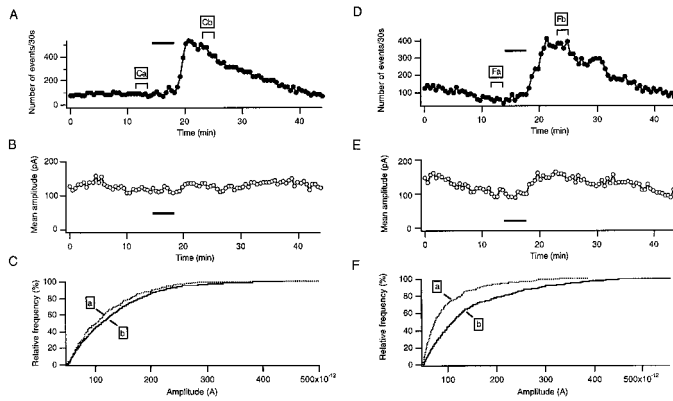 A
Number of events/30s
400
200
0
Ca
Cb
0
10
20
30
40
Time (min)
B
Mean amplitude (pA)
200
100
0
0
10
20
30
40
C
Relative frequency (%)
100
80
60
40
20
0
a
b
100
200
300
400
500x10-12
Amplitude (A)
D
Number of events/30s
400
300
200
100
Fa
Fb
0
10
20
30
40
Time (min)
E
Mean amplitude (pA)
200
100
0
0
10
20
30
40
F
Relative frequency (%)
100
80
60
40
20
0
a
b
100
200
300
400
500x10-12
Amplitude (A)